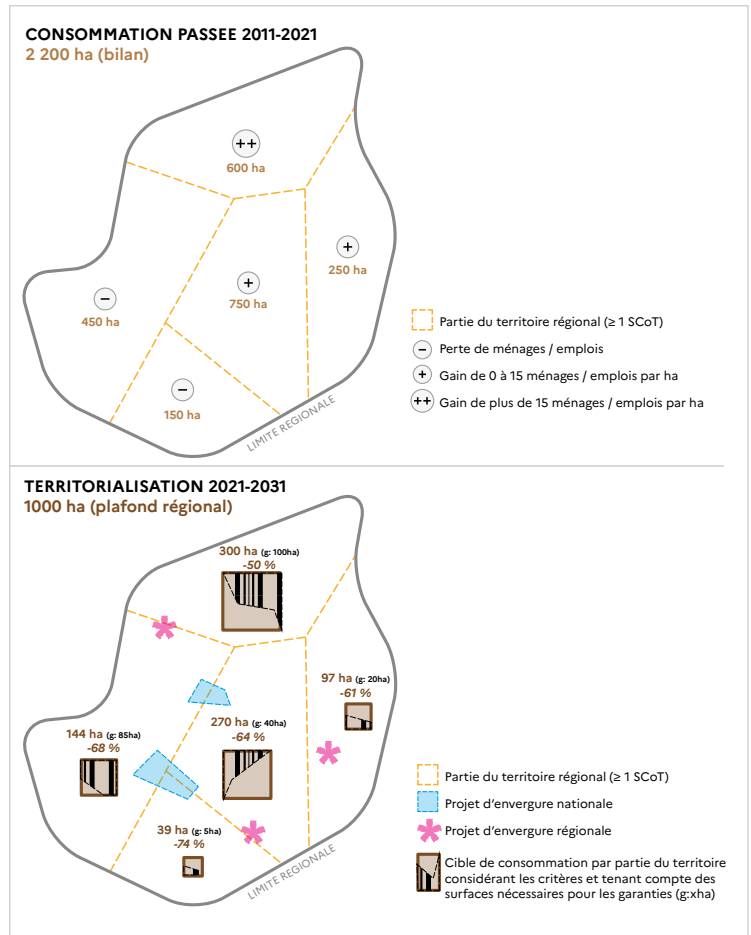 CONSOMMATION PASSEE 2011-2021
2 200 ha (bilan)
++
600 ha
+
250 ha
−
450 ha
+
750 ha
−
150 ha
LIMITE REGIONALE
Partie du territoire régional (≥ 1 SCoT)
− Perte de ménages / emplois
+ Gain de 0 à 15 ménages / emplois par ha
++ Gain de plus de 15 ménages / emplois par ha
TERRITORIALISATION 2021-2031
1000 ha (plafond régional)
300 ha (g: 100ha)
-50 %
97 ha (g: 20ha)
-61 %
144 ha (g: 85ha)
-68 %
270 ha (g: 40ha)
-64 %
39 ha (g: 5ha)
-74 %
LIMITE REGIONALE
Partie du territoire régional (≥ 1 SCoT)
Projet d'envergure nationale
Projet d'envergure régionale
Cible de consommation par partie du territoire
considérant les critères et tenant compte des
surfaces nécessaires pour les garanties (g:xha)